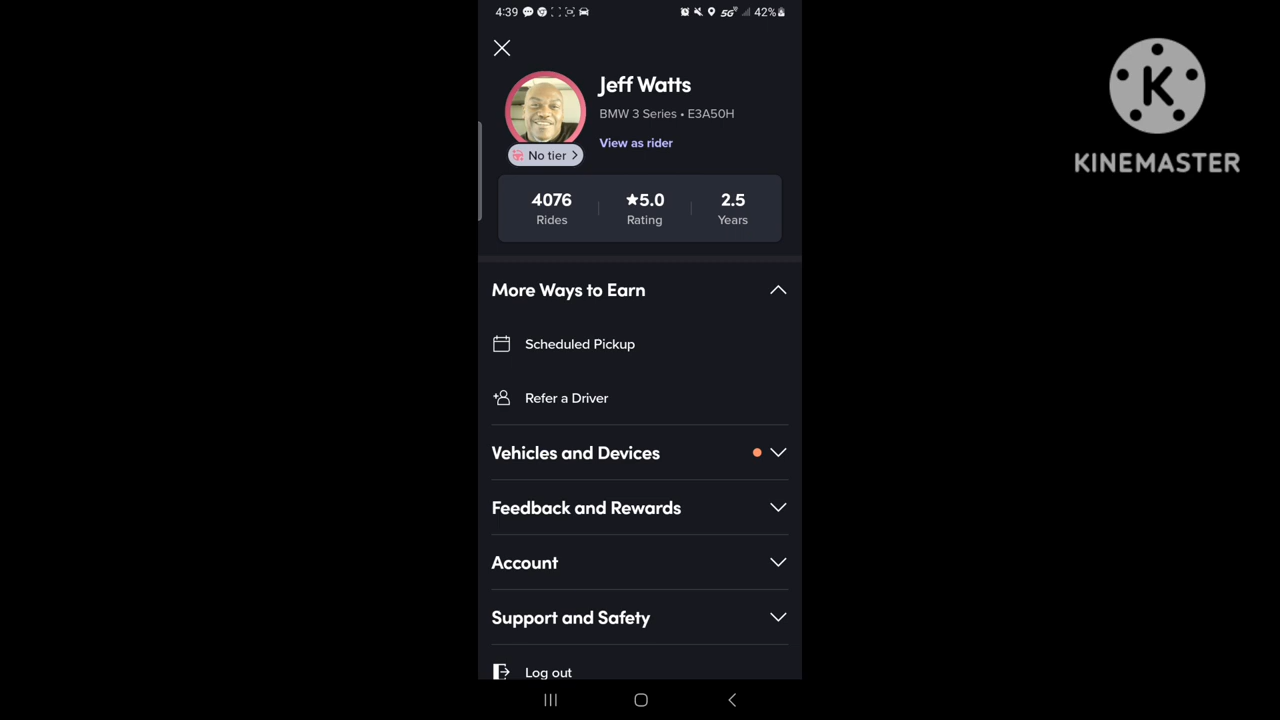 4:39
5G
42%
Jeff Watts
BMW 3 Series • E3A50H
View as rider
No tier
4076
★5.0
2.5
Rides
Rating
Years
More Ways to Earn
Scheduled Pickup
Refer a Driver
Vehicles and Devices
Feedback and Rewards
Account
Support and Safety
Log out
K
KINEMASTER